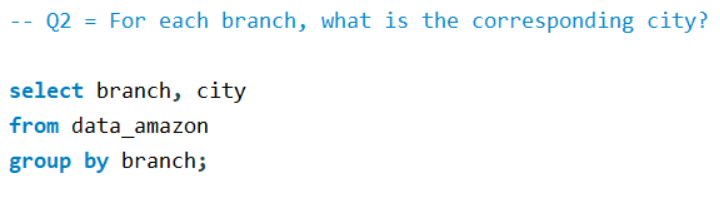 -- Q2 = For each branch, what is the corresponding city?
select branch, city
from data_amazon
group by branch;